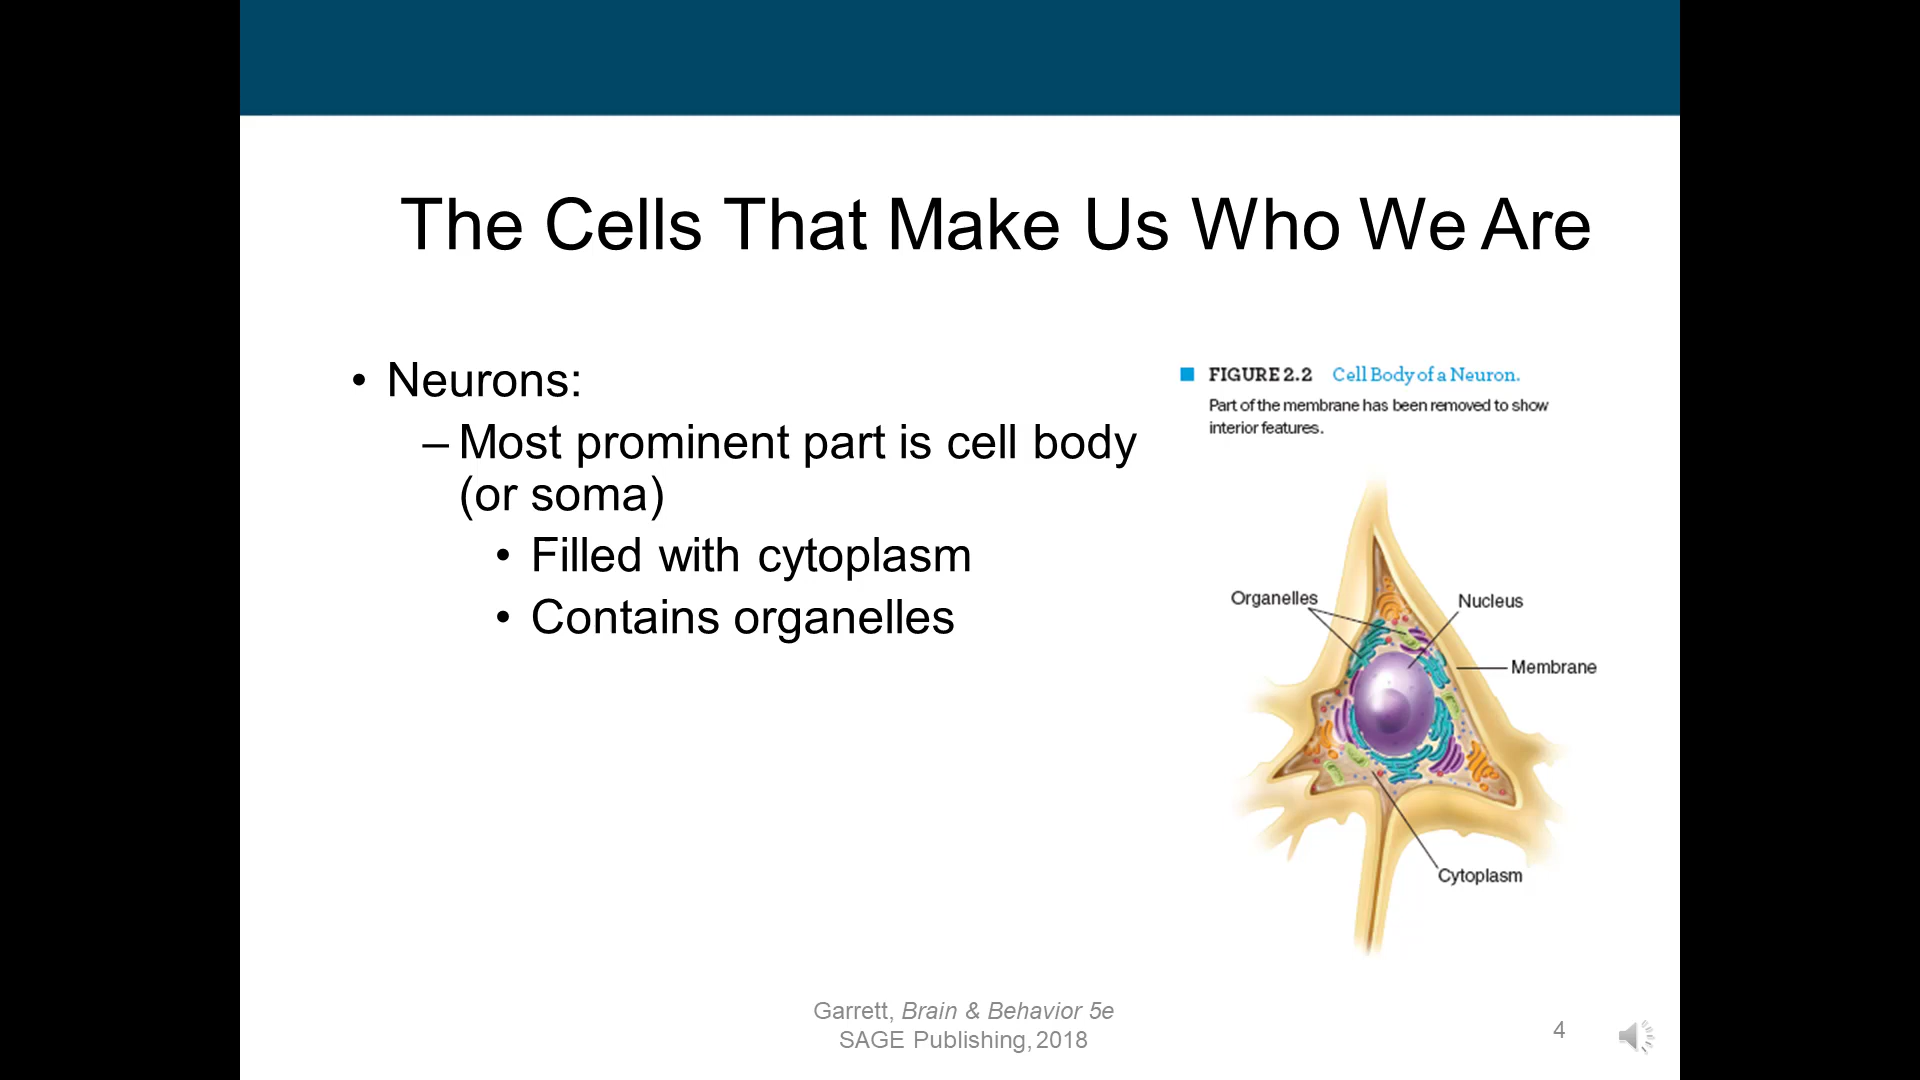 The Cells That Make Us Who We Are
• Neurons:
– Most prominent part is cell body
(or soma)
• Filled with cytoplasm
• Contains organelles
FIGURE 2.2 Cell Body of a Neuron.
Part of the membrane has been removed to show
interior features.
Organelles
Nucleus
Membrane
Cytoplasm
Garrett, Brain & Behavior 5e
SAGE Publishing, 2018
4